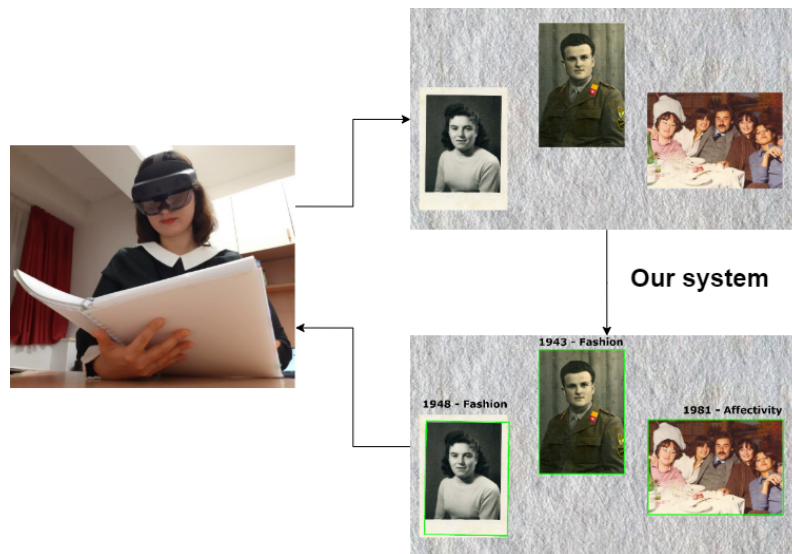 Our system
1943 - Fashion
1948 - Fashion
1981 - Affectivity